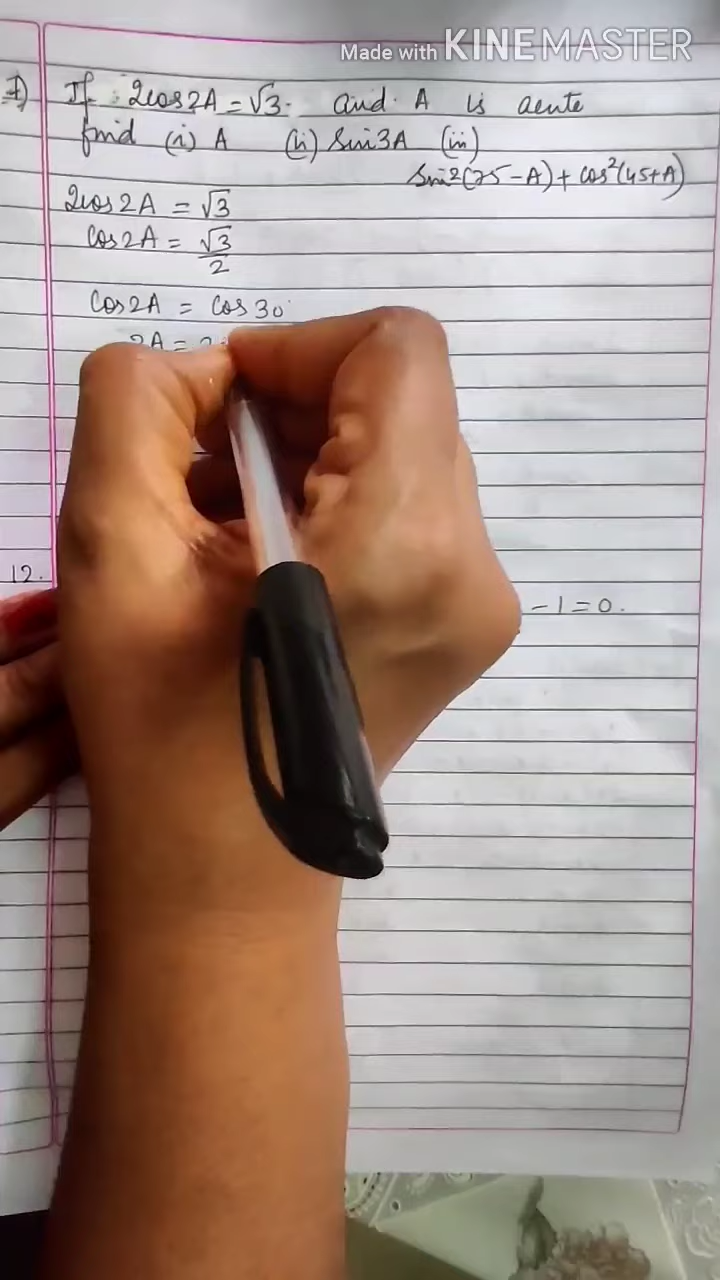 Made with KINEMASTER
If 2cos2A = √3. and A is acute
find (i) A (ii) Sin3A (iii)
Sin²(75-A) + cos²(45+A)
2cos2A = √3
Cos2A = √3/2
Cos2A = Cos30°
2A =
12.
-1=0.